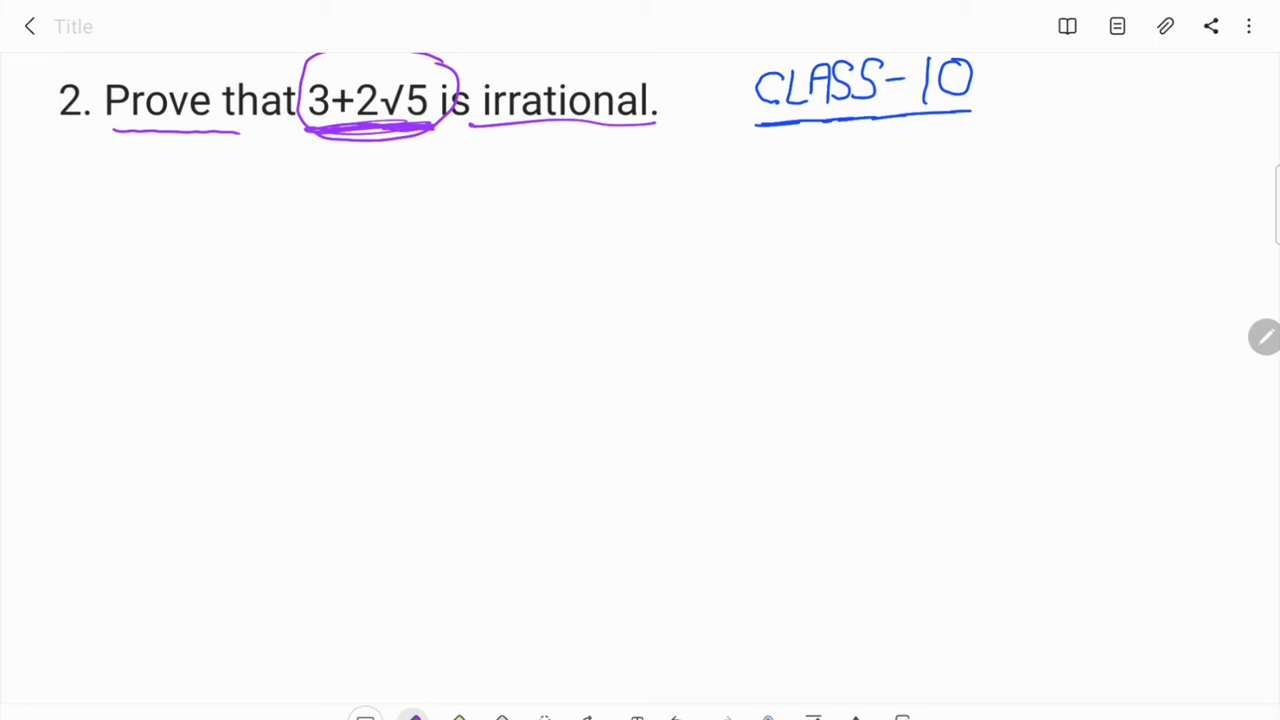 Title
2. Prove that 3+2√5 is irrational.
CLASS-10